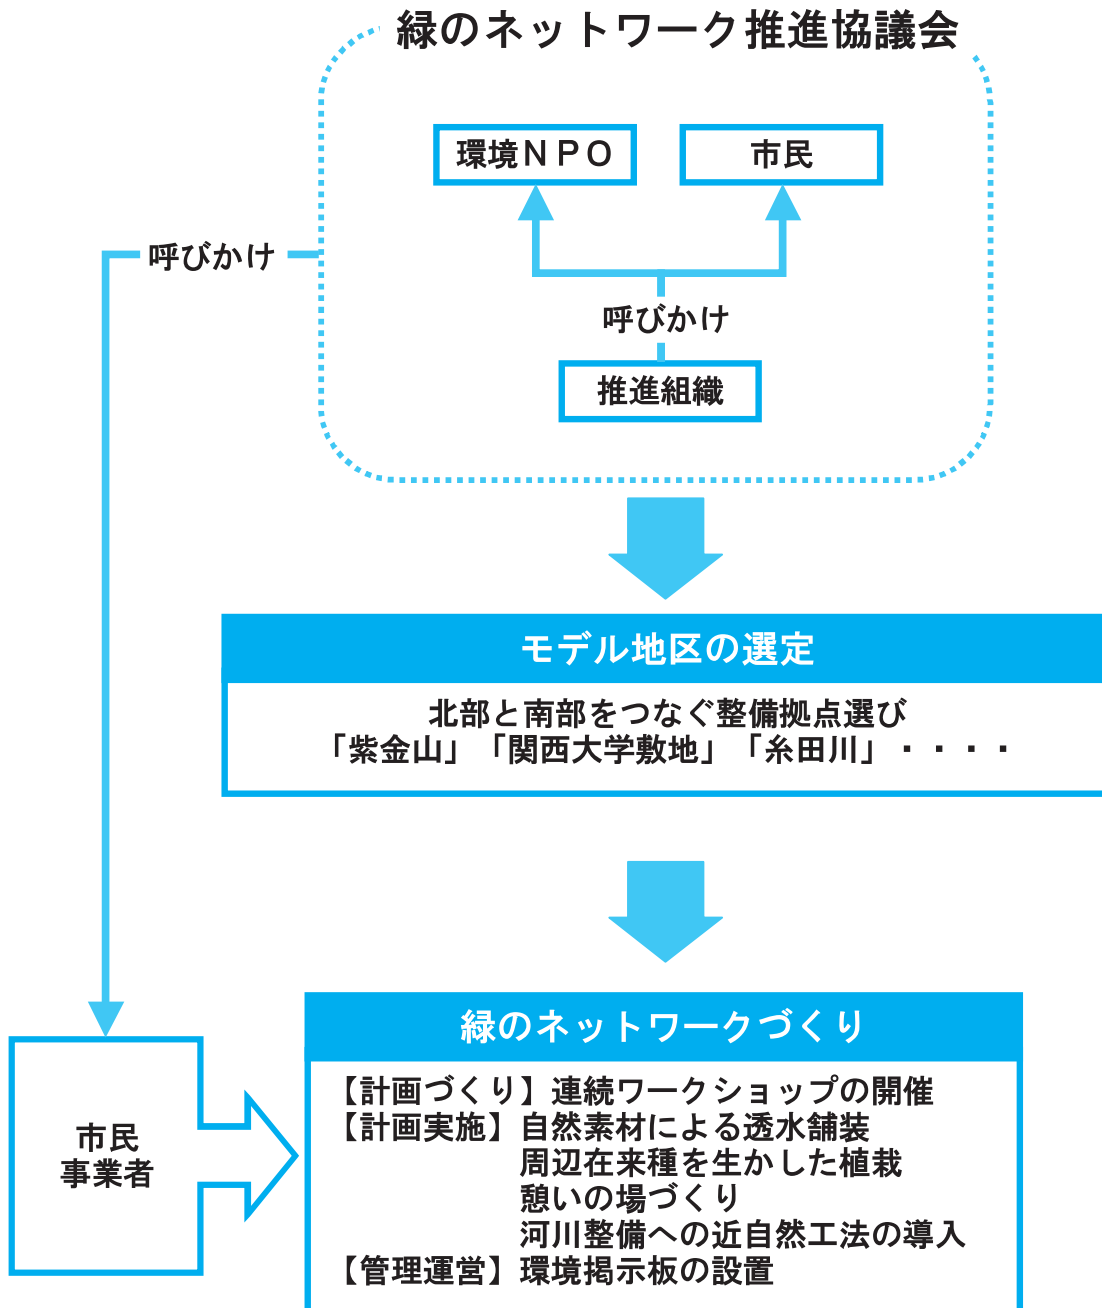 緑のネットワーク推進協議会
環境ＮＰＯ
市民
呼びかけ
呼びかけ
推進組織
モデル地区の選定
北部と南部をつなぐ整備拠点選び
「紫金山」「関西大学敷地」「糸田川」・・・・
緑のネットワークづくり
【計画づくり】連続ワークショップの開催
【計画実施】自然素材による透水舗装
周辺在来種を生かした植栽
憩いの場づくり
河川整備への近自然工法の導入
【管理運営】環境掲示板の設置
市民
事業者